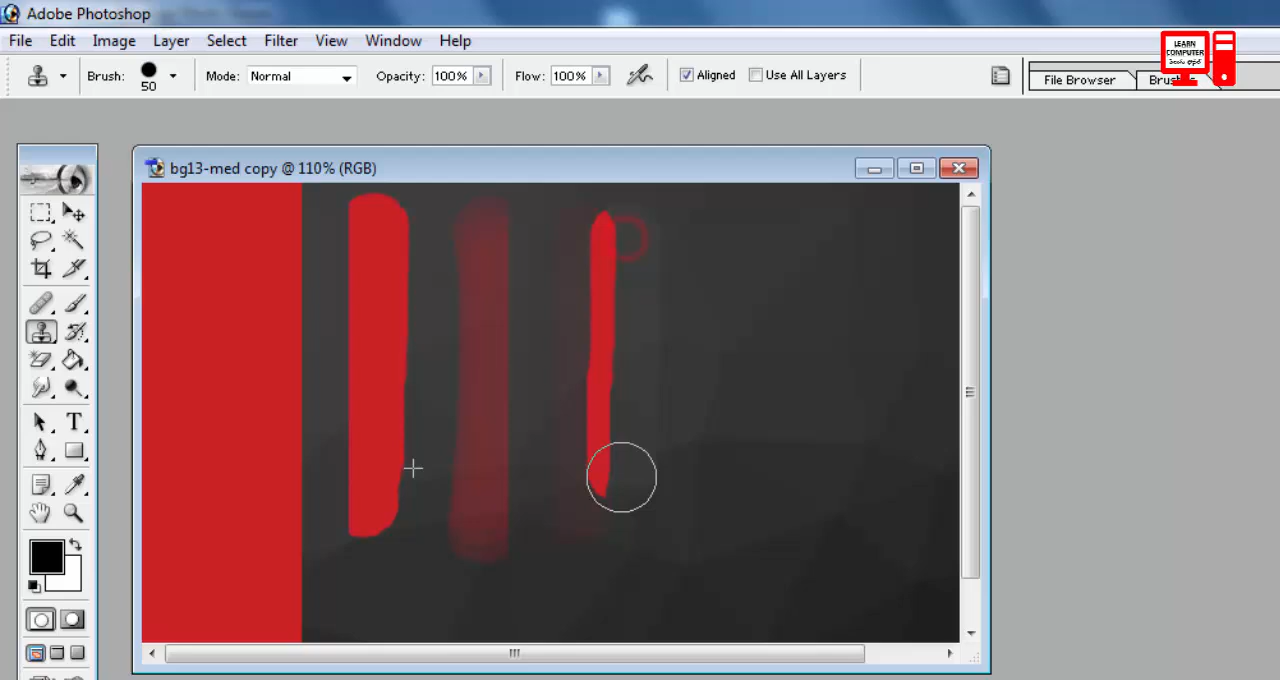 Adobe Photoshop
File Edit Image Layer Select Filter View Window Help
LEARN
COMPUTER
Brush: 50 Mode: Normal Opacity: 100% Flow: 100% Aligned Use All Layers File Browser
bg13-med copy @ 110% (RGB)
T